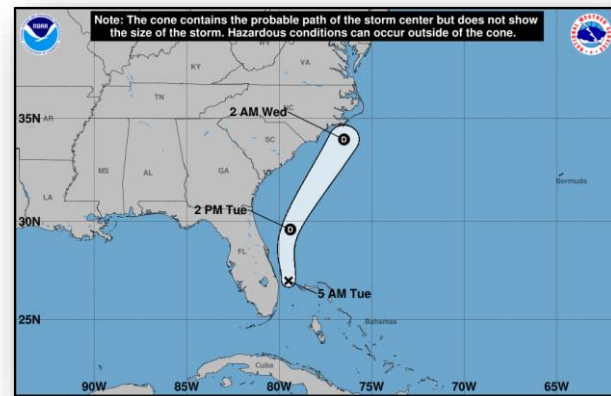 Note: The cone contains the probable path of the storm center but does not show
the size of the storm. Hazardous conditions can occur outside of the cone.
NOAA
KY
VA
TN
NC
35N
AR
2 AM Wed
D
SC
MS
AL
GA
LA
Bermuda
2 PM Tue
30N
D
FL
5 AM Tue
25N
Bahamas
Cuba
90W
85W
80W
75W
70W
65W